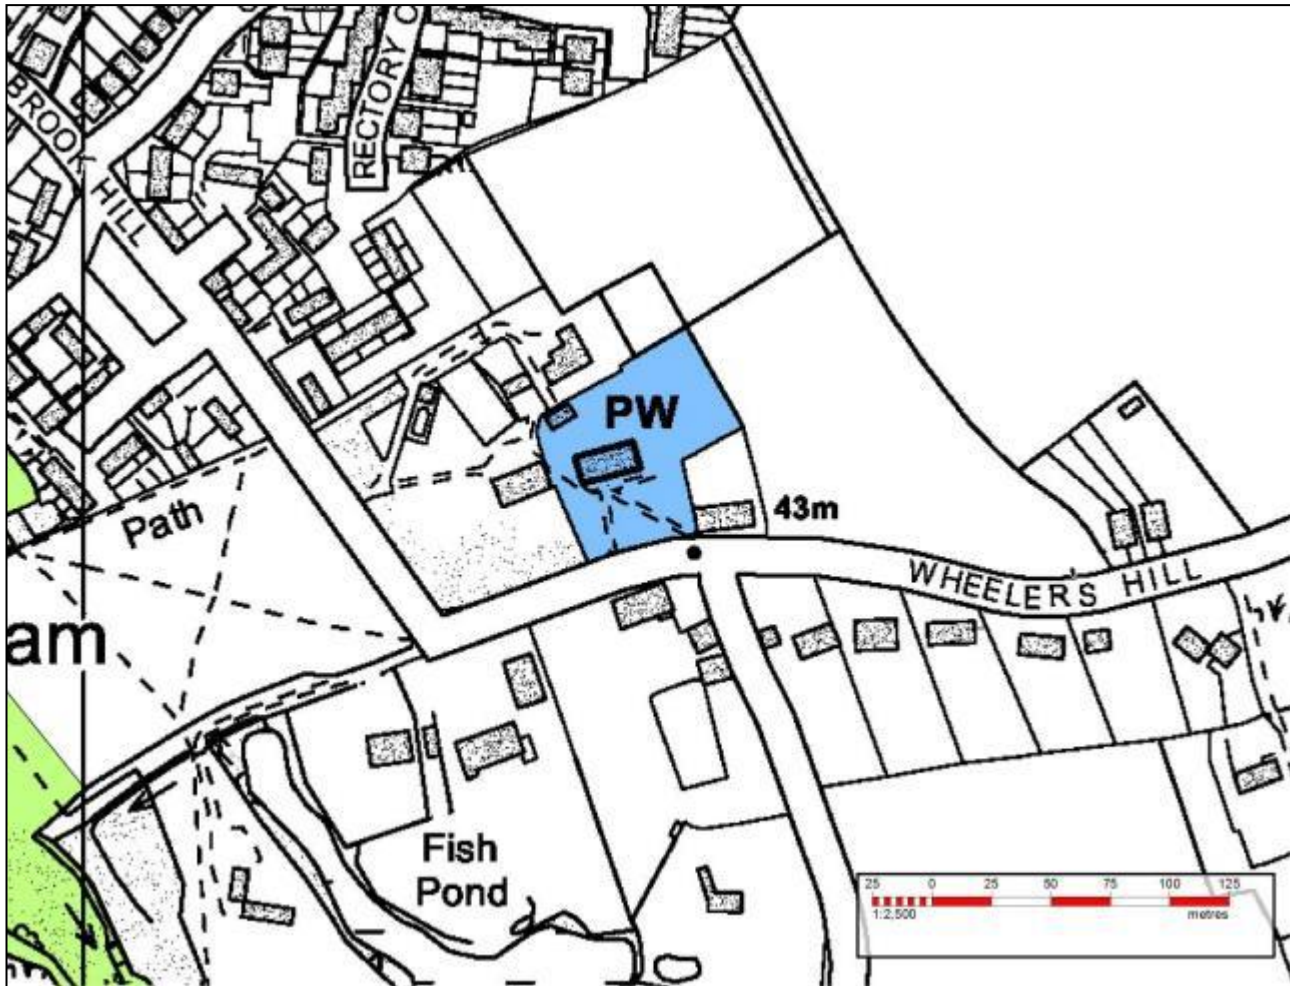 RECTORY C
BROOK
HILL
PW
Path
43m
WHEELERS HILL
am
Fish
Pond
25 0 25 50 75 100 125
1:2,500 metres